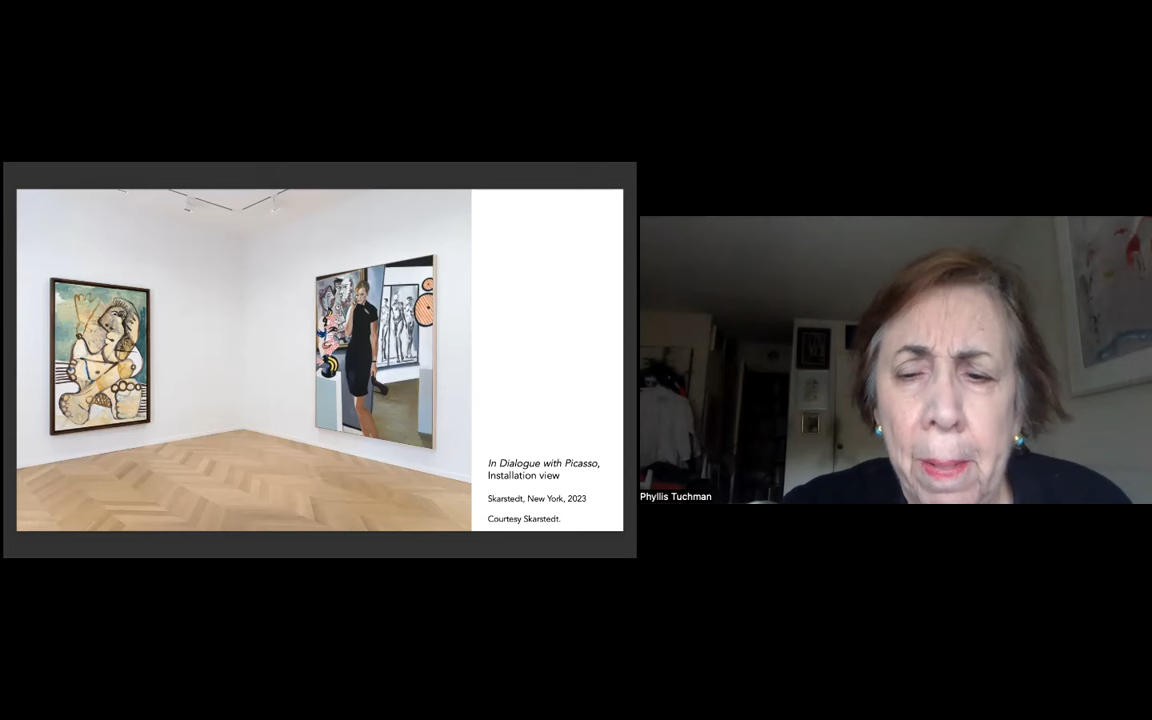 In Dialogue with Picasso,
Installation view
Skarstedt, New York, 2023
Courtesy Skarstedt.
Phyllis Tuchman